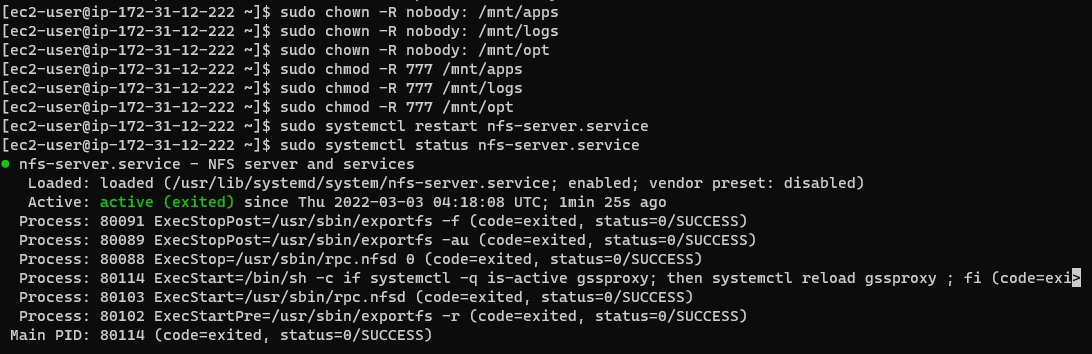 [ec2-user@ip-172-31-12-222 ~]$ sudo chown -R nobody: /mnt/apps
[ec2-user@ip-172-31-12-222 ~]$ sudo chown -R nobody: /mnt/logs
[ec2-user@ip-172-31-12-222 ~]$ sudo chown -R nobody: /mnt/opt
[ec2-user@ip-172-31-12-222 ~]$ sudo chmod -R 777 /mnt/apps
[ec2-user@ip-172-31-12-222 ~]$ sudo chmod -R 777 /mnt/logs
[ec2-user@ip-172-31-12-222 ~]$ sudo chmod -R 777 /mnt/opt
[ec2-user@ip-172-31-12-222 ~]$ sudo systemctl restart nfs-server.service
[ec2-user@ip-172-31-12-222 ~]$ sudo systemctl status nfs-server.service
● nfs-server.service - NFS server and services
   Loaded: loaded (/usr/lib/systemd/system/nfs-server.service; enabled; vendor preset: disabled)
   Active: active (exited) since Thu 2022-03-03 04:18:08 UTC; 1min 25s ago
  Process: 80091 ExecStopPost=/usr/sbin/exportfs -f (code=exited, status=0/SUCCESS)
  Process: 80089 ExecStopPost=/usr/sbin/exportfs -au (code=exited, status=0/SUCCESS)
  Process: 80088 ExecStop=/usr/sbin/rpc.nfsd 0 (code=exited, status=0/SUCCESS)
  Process: 80114 ExecStart=/bin/sh -c if systemctl -q is-active gssproxy; then systemctl reload gssproxy ; fi (code=exi>
  Process: 80103 ExecStart=/usr/sbin/rpc.nfsd (code=exited, status=0/SUCCESS)
  Process: 80102 ExecStartPre=/usr/sbin/exportfs -r (code=exited, status=0/SUCCESS)
 Main PID: 80114 (code=exited, status=0/SUCCESS)